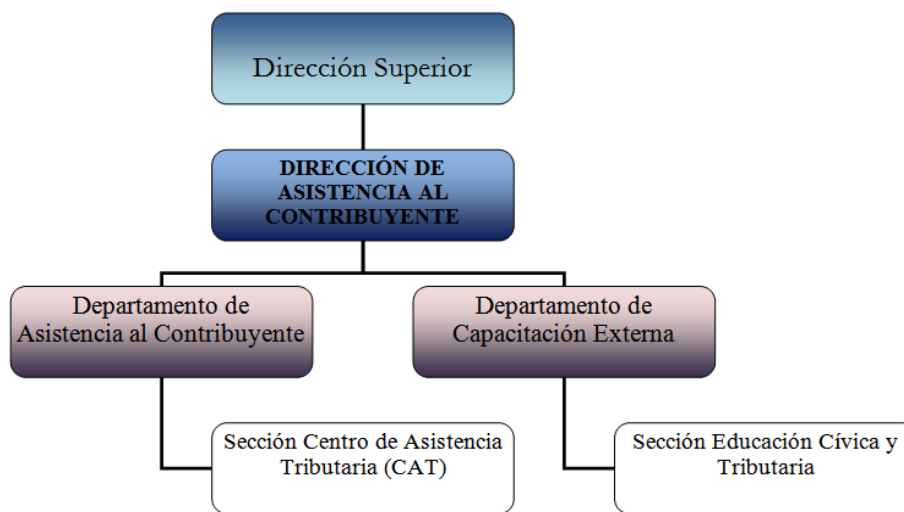 Dirección Superior
DIRECCIÓN DE
ASISTENCIA AL
CONTRIBUYENTE
Departamento de
Asistencia al Contribuyente
Departamento de
Capacitación Externa
Sección Centro de Asistencia
Tributaria (CAT)
Sección Educación Cívica y
Tributaria